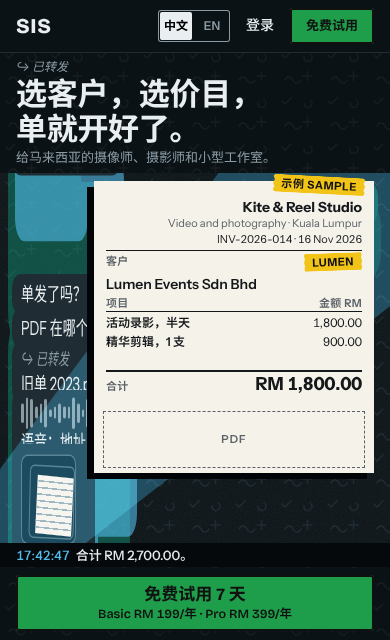 SIS
中文 EN 登录 免费试用
已转发
选客户，选价目，
单就开好了。
给马来西亚的摄像师、摄影师和小型工作室。
示例 SAMPLE
Kite & Reel Studio
Video and photography · Kuala Lumpur
INV-2026-014 · 16 Nov 2026
客户 LUMEN
Lumen Events Sdn Bhd
项目 金额 RM
活动录影，半天 1,800.00
精华剪辑，1支 900.00
合计 RM 1,800.00
PDF
单发了吗？
PDF 在哪个
已转发
旧单 2023.p
语音：地址
17:42:47 合计 RM 2,700.00。
免费试用 7 天
Basic RM 199/年 · Pro RM 399/年